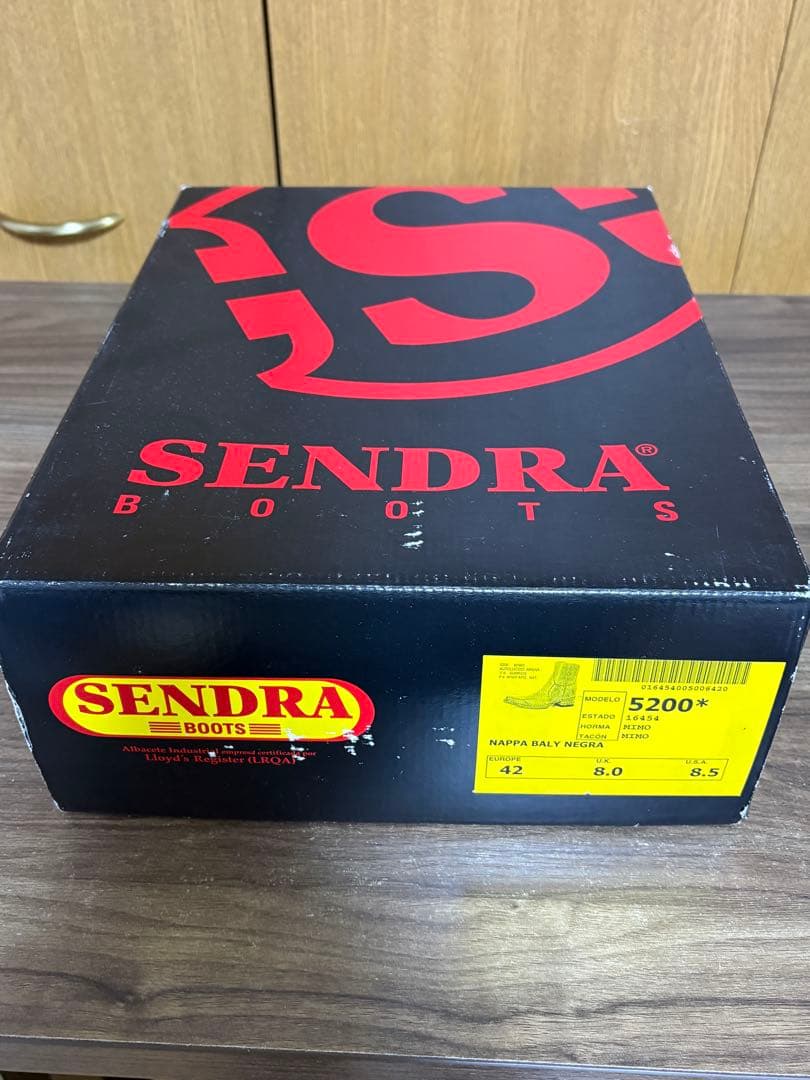 S
SENDRA®
BOOTS
SENDRA
BOOTS
Albacete Industrial empresa certificada por
Lloyd's Register (LRQA)
016454005006420
MODELO 5200*
ESTADO 16454
HORMA MIMO
TACÓN MIMO
NAPPA BALY NEGRA
EUROPE U.K. U.S.A.
42 8.0 8.5